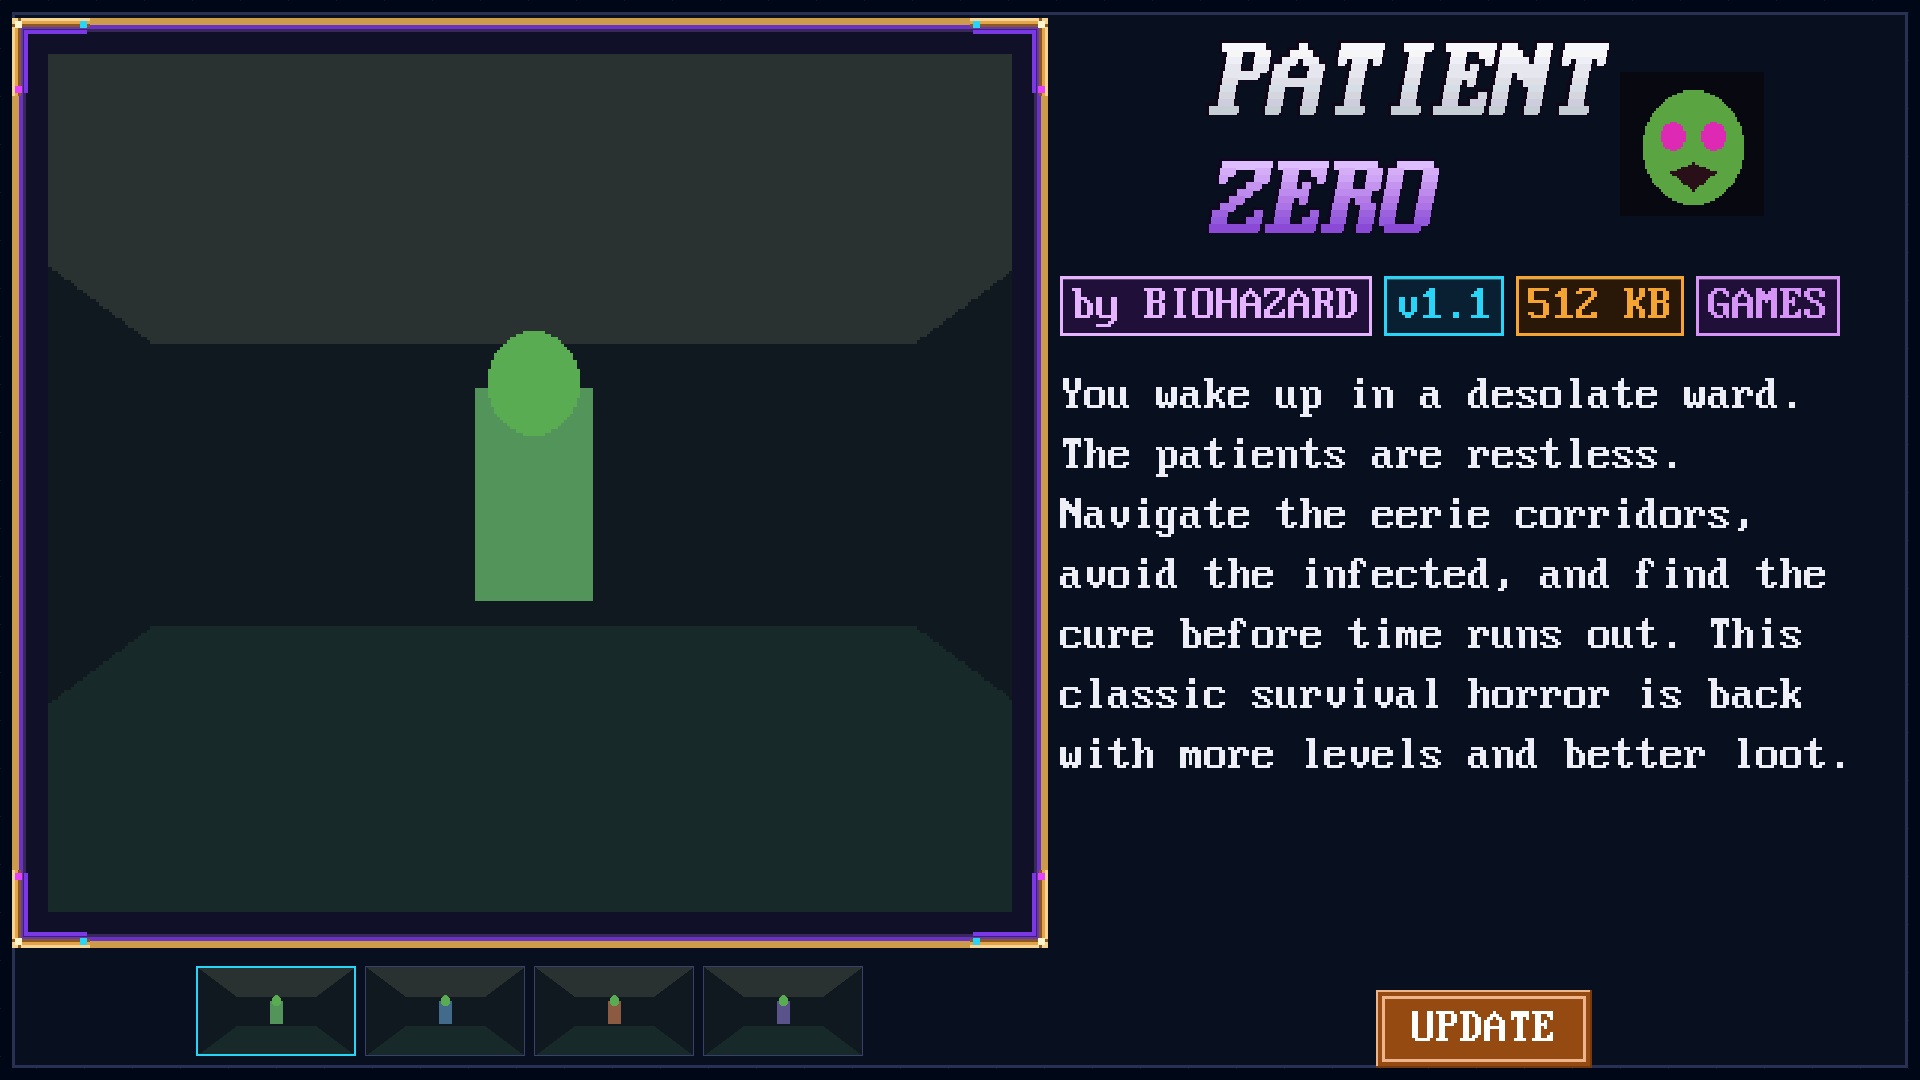 PATIENT
ZERO
by BIOHAZARD v1.1 512 KB GAMES
You wake up in a desolate ward.
The patients are restless.
Navigate the eerie corridors,
avoid the infected, and find the
cure before time runs out. This
classic survival horror is back
with more levels and better loot.
UPDATE